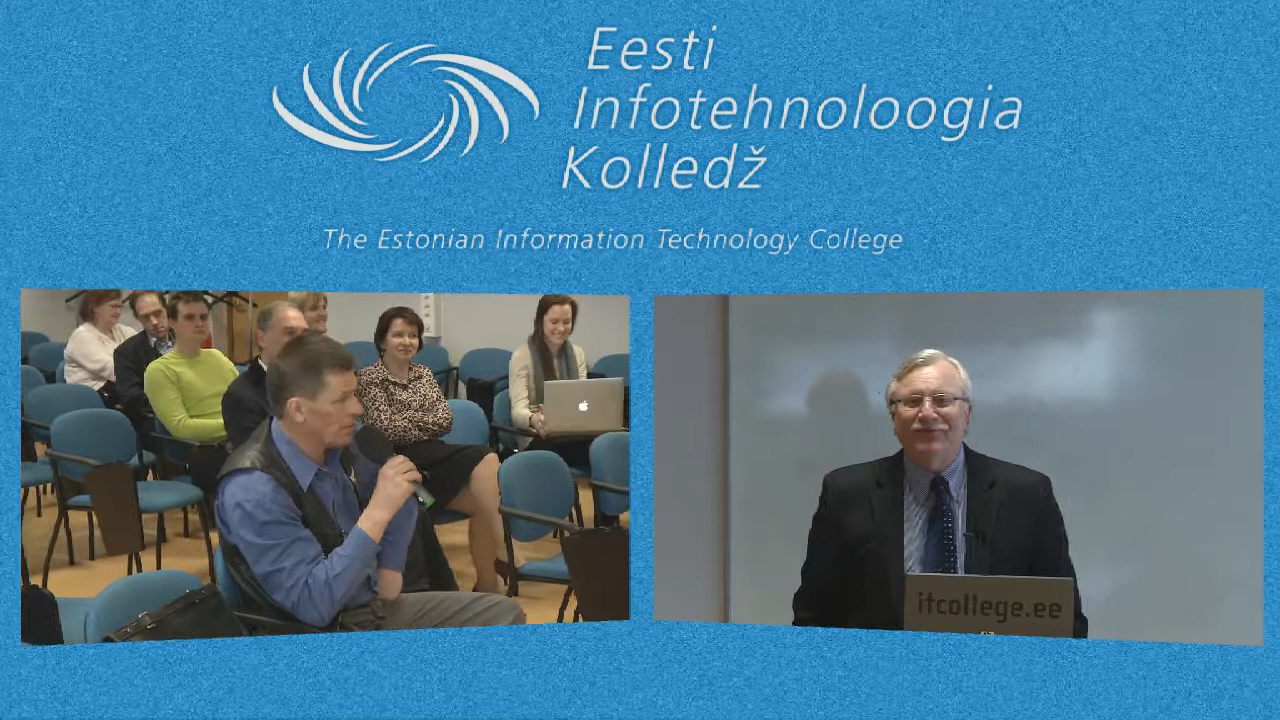 Eesti
Infotehnoloogia
Kolledž
The Estonian Information Technology College
itcollege.ee